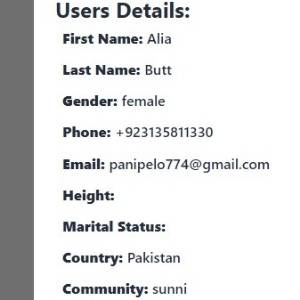 Users Details:
First Name: Alia
Last Name: Butt
Gender: female
Phone: +923135811330
Email: panipelo774@gmail.com
Height:
Marital Status:
Country: Pakistan
Community: sunni